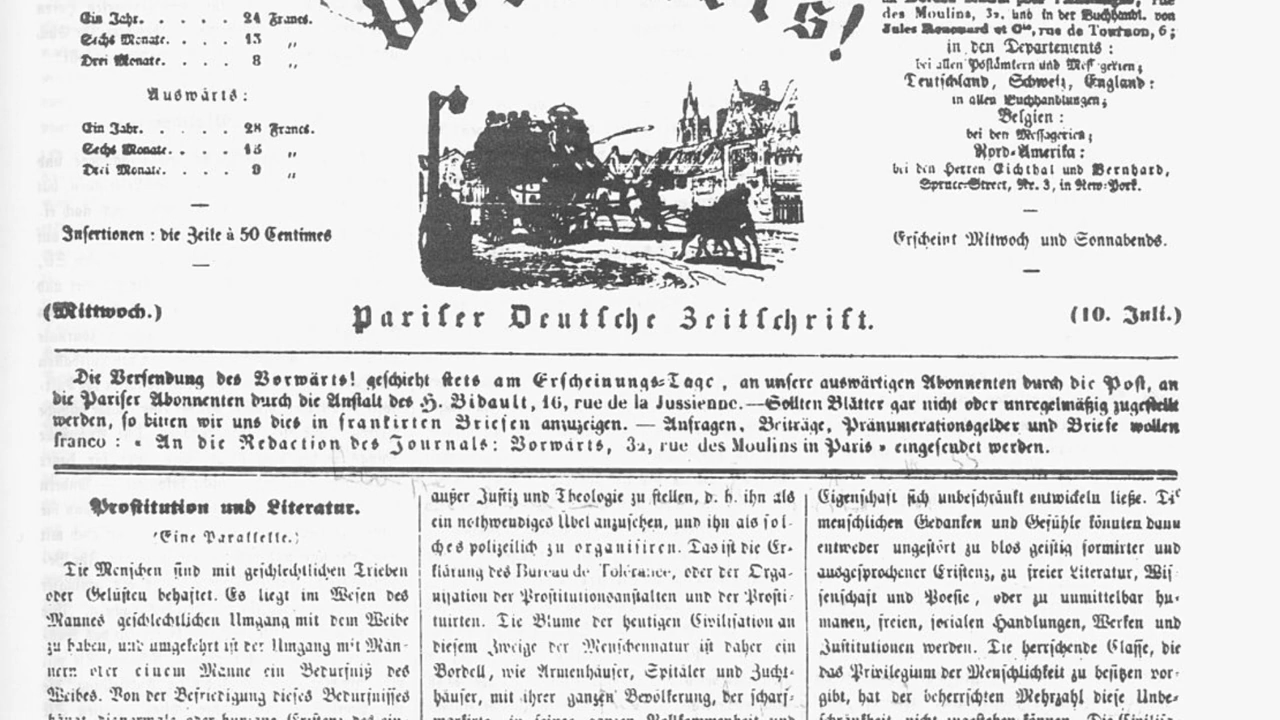 Ein Jahr. . . . . . 24 Francs.
Sechs Monate. . . . . 13 „
Drei Monate. . . . . 8 „
Auswärts:
Ein Jahr. . . . . . 28 Francs.
Sechs Monate. . . . . 15 „
Drei Monate. . . . . 9 „
Insertionen: die Zeile à 50 Centimes
des Moulins, 32. und in der Buchhandl. von
Jules Renouard et Cie, rue de Tournon, 6;
in den Departements:
bei allen Postämtern und
Teutschland, Schweiz, England:
in allen Buchhandlungen;
Belgien:
bei den Messagerien;
Nord-Amerika:
bei den Herren Eichthal und Bernhard,
Spruce-Street, Nr. 3, in New-York.
Erscheint Mittwoch und Sonnabends.
(Mittwoch.)
Pariser Deutsche Zeitschrift.
(10. Juli.)
Die Versendung des Vorwärts! geschieht stets am Erscheinungs-Tage, an unsere auswärtigen Abonnenten durch die Post, an
die Pariser Abonnenten durch die Anstalt des H. Bidault, 16, rue de la Jussienne.—Sollten Blätter gar nicht oder unregelmäßig zugestellt
werden, so bitten wir uns dies in frankirten Briefen anzuzeigen. — Anfragen, Beiträge, Pränumerationsgelder und Briefe wollen
franco: « An die Redaction des Journals: Vorwärts, 32, rue des Moulins in Paris » eingesendet werden.
Prostitution und Literatur.
(Eine Parallelle.)
Die Menschen sind mit geschlechtlichen Trieben
oder Gelüsten behaftet. Es liegt im Wesen des
Mannes geschlechtlichen Umgang mit dem Weibe
zu haben, und umgekehrt ist der Umgang mit Män-
nern oder einem Manne ein Bedürfniß des
Weibes. Von der Befriedigung dieses Bedürfnisses
außer Justiz und Theologie zu stellen, d. h. ihn als
ein nothwendiges Übel anzusehen, und ihn als sol-
ches polizeilich zu organisiren. Das ist die Er-
klärung des Bureau de Tolérance, oder der Orga-
nisation der Prostitutionsanstalten und der Prosti-
tuirten. Die Blume der heutigen Civilisation an
diesem Zweige der Menschennatur ist daher ein
Bordell, wie Armenhäuser, Spitäler und Zucht-
häuser, mit ihrer ganzen Bevölkerung, der scharf-
Eigenschaft sich unbeschränkt entwickeln ließe. Die
menschlichen Gedanken und Gefühle könnten dann
entweder ungestört zu blos geistig formirter und
ausgesprochener Existenz, zu freier Literatur, Wis-
senschaft und Poesie, oder zu unmittelbar hu-
manen, freien, socialen Handlungen, Werken und
Institutionen werden. Die herrschende Classe, die
das Privilegium der Menschlichkeit zu besitzen vor-
gibt, hat der beherrschten Mehrzahl diese Unbe-